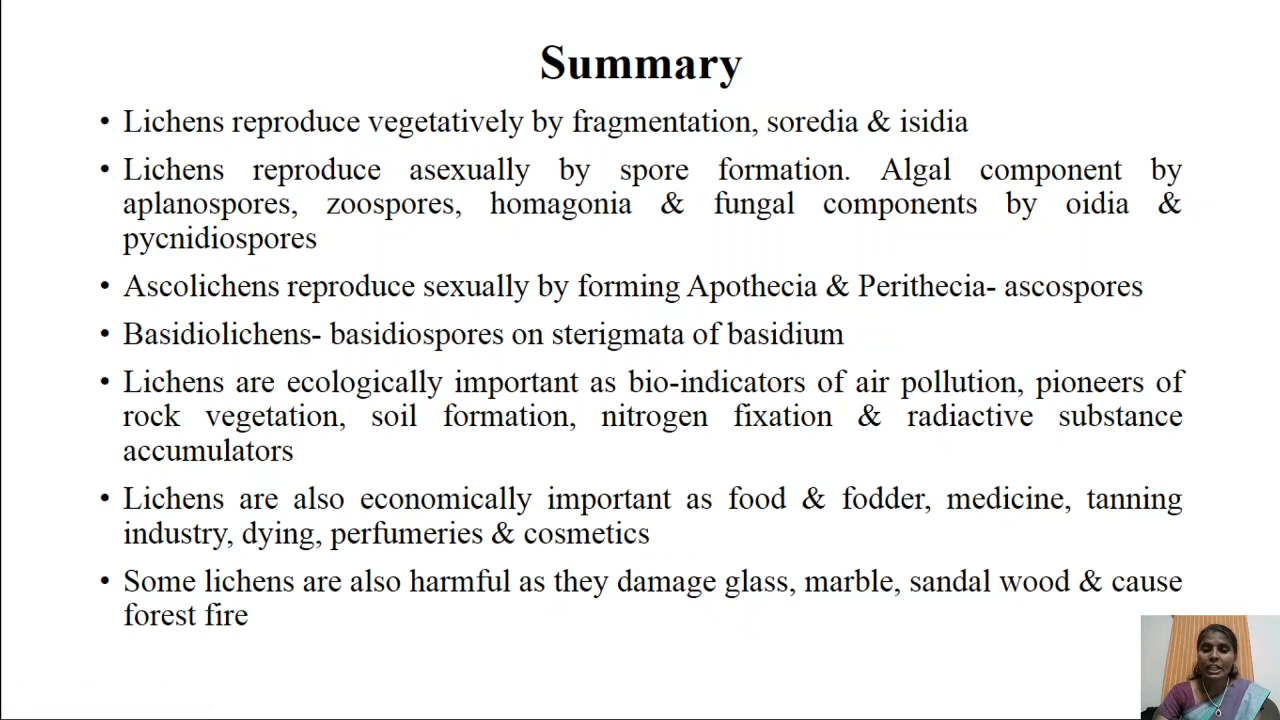 Summary
• Lichens reproduce vegetatively by fragmentation, soredia & isidia
• Lichens reproduce asexually by spore formation. Algal component by
aplanospores, zoospores, homagonia & fungal components by oidia &
pycnidiospores
• Ascolichens reproduce sexually by forming Apothecia & Perithecia- ascospores
• Basidiolichens- basidiospores on sterigmata of basidium
• Lichens are ecologically important as bio-indicators of air pollution, pioneers of
rock vegetation, soil formation, nitrogen fixation & radiactive substance
accumulators
• Lichens are also economically important as food & fodder, medicine, tanning
industry, dying, perfumeries & cosmetics
• Some lichens are also harmful as they damage glass, marble, sandal wood & cause
forest fire